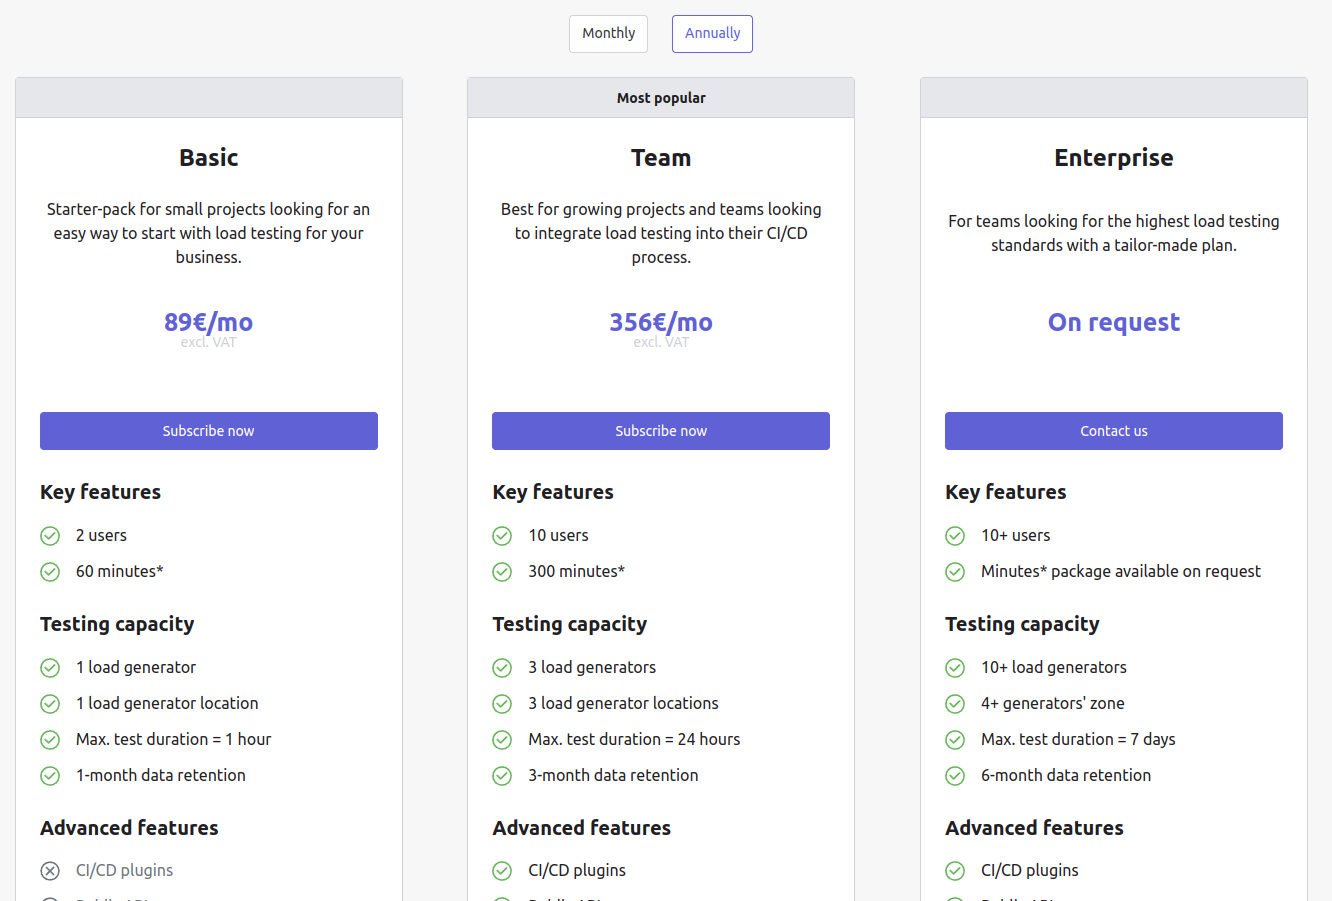 Monthly
Annually
Basic
Starter-pack for small projects looking for an
easy way to start with load testing for your
business.
89€/mo
excl. VAT
Subscribe now
Key features
2 users
60 minutes*
Testing capacity
1 load generator
1 load generator location
Max. test duration = 1 hour
1-month data retention
Advanced features
CI/CD plugins
Most popular
Team
Best for growing projects and teams looking
to integrate load testing into their CI/CD
process.
356€/mo
excl. VAT
Subscribe now
Key features
10 users
300 minutes*
Testing capacity
3 load generators
3 load generator locations
Max. test duration = 24 hours
3-month data retention
Advanced features
CI/CD plugins
Enterprise
For teams looking for the highest load testing
standards with a tailor-made plan.
On request
Contact us
Key features
10+ users
Minutes* package available on request
Testing capacity
10+ load generators
4+ generators' zone
Max. test duration = 7 days
6-month data retention
Advanced features
CI/CD plugins